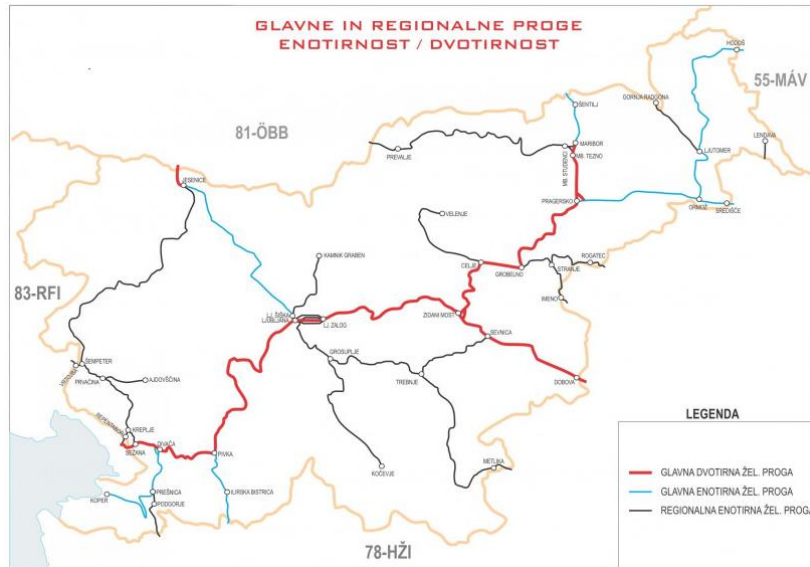 GLAVNE IN REGIONALNE PROGE
ENOTIRNOST / DVOTIRNOST
HODOŠ
55-MÁV
ŠENTILJ
GORNJA RADGONA
81-ÖBB
LENDAVA
MARIBOR
PREVALJE
MB. TEZNO
LJUTOMER
MB. STUDENCI
JESENICE
PRAGERSKO
ORMOŽ
SREDIŠČE
VELENJE
KAMNIK GRABEN
ROGATEC
CELJE
STRANJE
GROBELNO
83-RFI
IMENO
LJ. ŠIŠKA
LJUBLJANA
LJ. ZALOG
ZIDANI MOST
SEVNICA
GROSUPLJE
ŠEMPETER
VRTOJBA
TREBNJE
DOBOVA
PRVAČINA
AJDOVŠČINA
REPENTABOR
KREPLJE
LEGENDA
SEŽANA
DIVAČA
PIVKA
KOČEVJE
METLIKA
GLAVNA DVOTIRNA ŽEL. PROGA
KOPER
PREŠNICA
ILIRSKA BISTRICA
GLAVNA ENOTIRNA ŽEL. PROGA
PODGORJE
REGIONALNA ENOTIRNA ŽEL. PROGA
78-HŽI